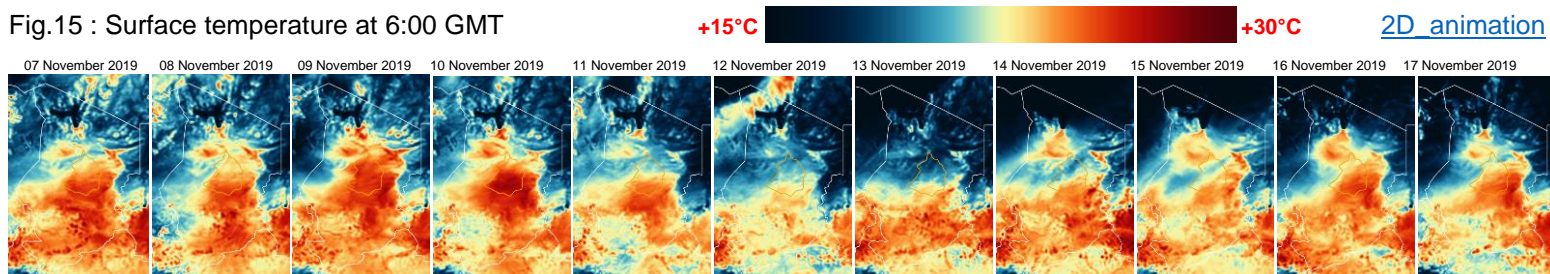 Fig.15 : Surface temperature at 6:00 GMT
+15°C
+30°C
2D_animation
07 November 2019
08 November 2019
09 November 2019
10 November 2019
11 November 2019
12 November 2019
13 November 2019
14 November 2019
15 November 2019
16 November 2019
17 November 2019